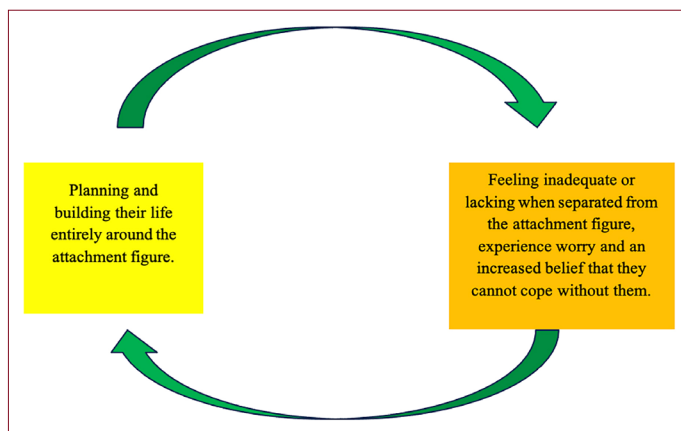 Planning and
building their life
entirely around the
attachment figure.
Feeling inadequate or
lacking when separated from
the attachment figure,
experience worry and an
increased belief that they
cannot cope without them.